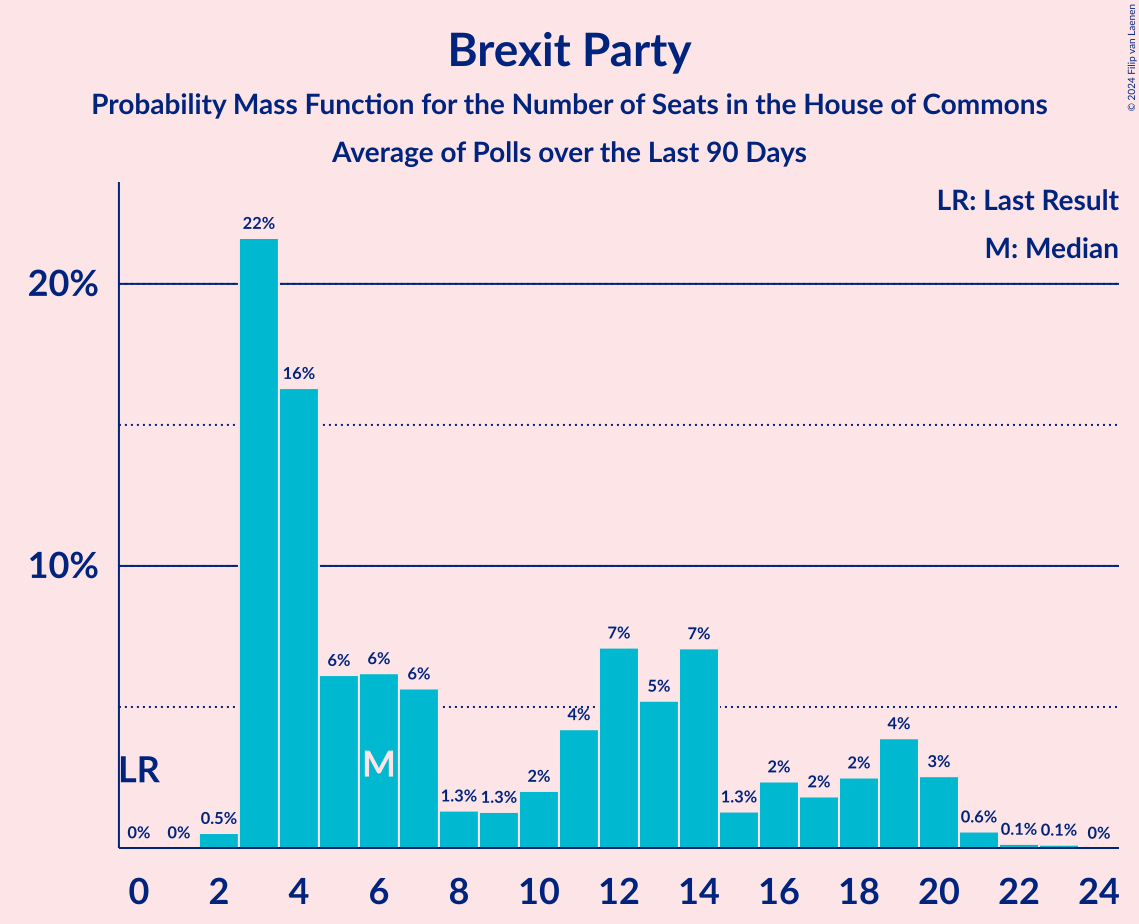 © 2024 Filip van Laenen
Brexit Party
Probability Mass Function for the Number of Seats in the House of Commons
Average of Polls over the Last 90 Days
LR: Last Result
M: Median
22%
20%
16%
10%
6% 6% 6% 7% 5% 7%
4% 4%
M
LR
0% 0% 0.5% 1.3% 1.3% 2% 1.3% 2% 2% 2% 3% 0.6% 0.1% 0.1% 0%
0 2 4 6 8 10 12 14 16 18 20 22 24